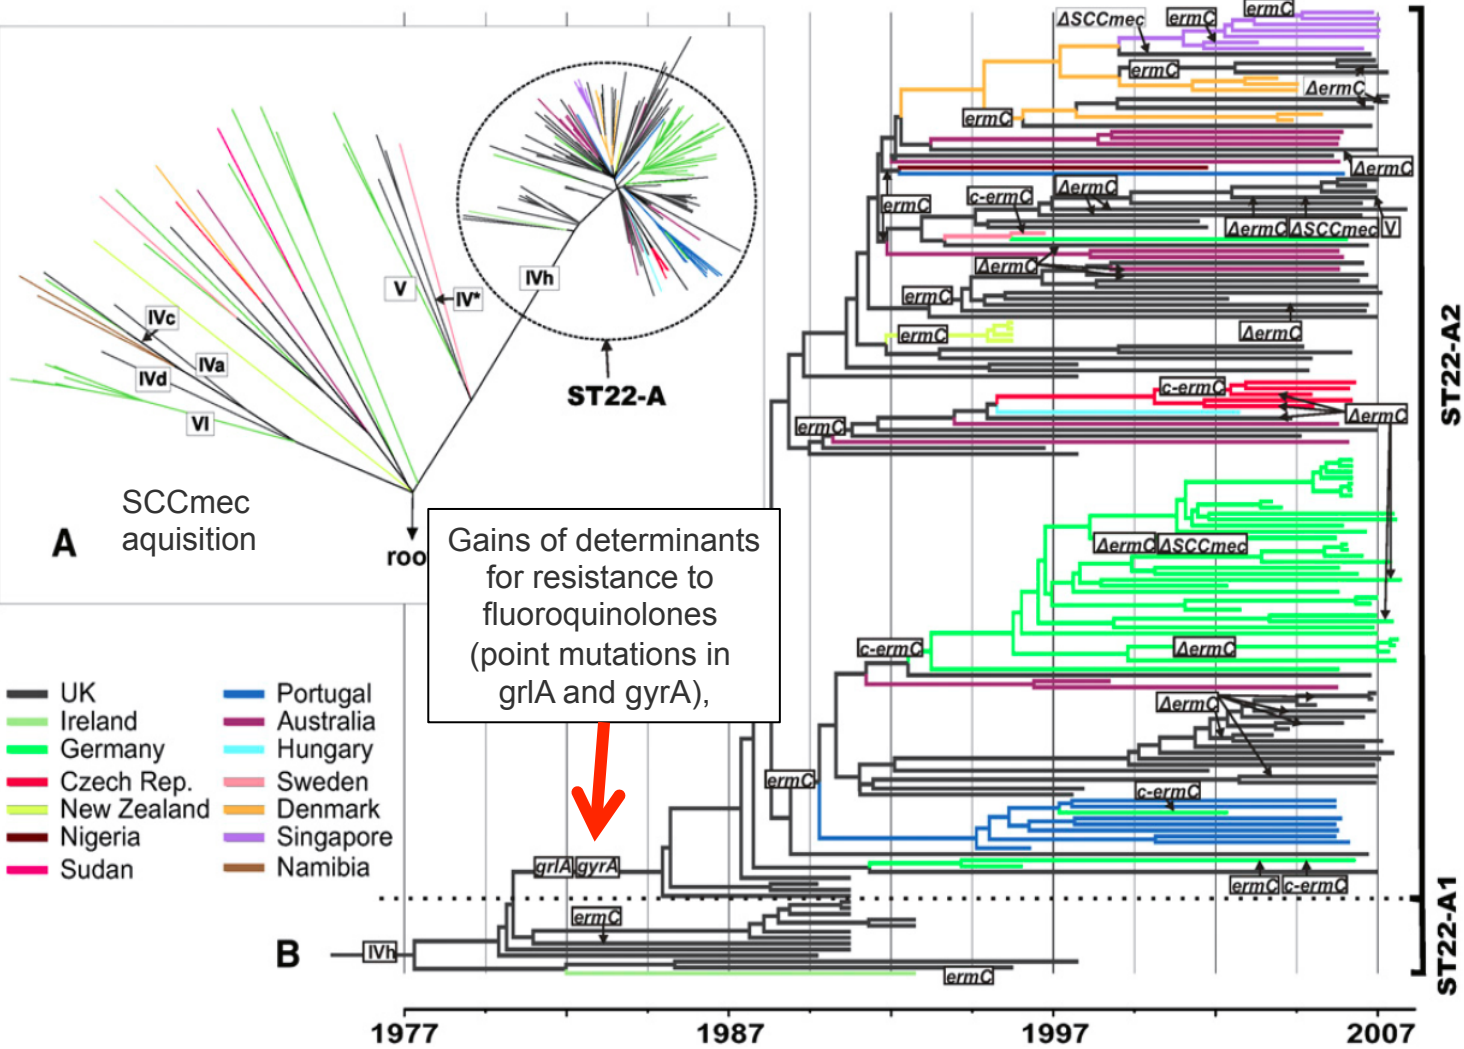 ΔSCCmec
ermC
ermC
ermC
ΔermC
ermC
ΔermC
c-ermC
ΔermC
ermC
ΔermC
ΔSCCmec
V
ΔermC
ermC
ΔermC
ermC
c-ermC
ΔermC
ermC
V
IV*
IVh
IVc
IVa
IVd
VI
ST22-A
SCCmec
aquisition
A
roo
Gains of determinants
for resistance to
fluoroquinolones
(point mutations in
grlA and gyrA),
ΔermC
ΔSCCmec
c-ermC
ΔermC
ΔermC
ermC
c-ermC
grlA
gyrA
ermC
c-ermC
ermC
B
IVh
ermC
ST22-A2
ST22-A1
UK
Ireland
Germany
Czech Rep.
New Zealand
Nigeria
Sudan
Portugal
Australia
Hungary
Sweden
Denmark
Singapore
Namibia
1977
1987
1997
2007